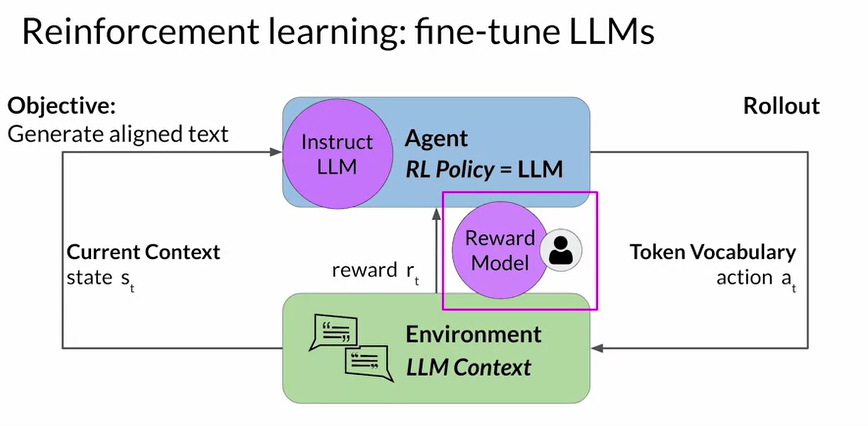 Reinforcement learning: fine-tune LLMs
Objective:
Generate aligned text
Rollout
Instruct
LLM
Agent
RL Policy = LLM
Current Context
state s_t
reward r_t
Reward
Model
Token Vocabulary
action a_t
Environment
LLM Context